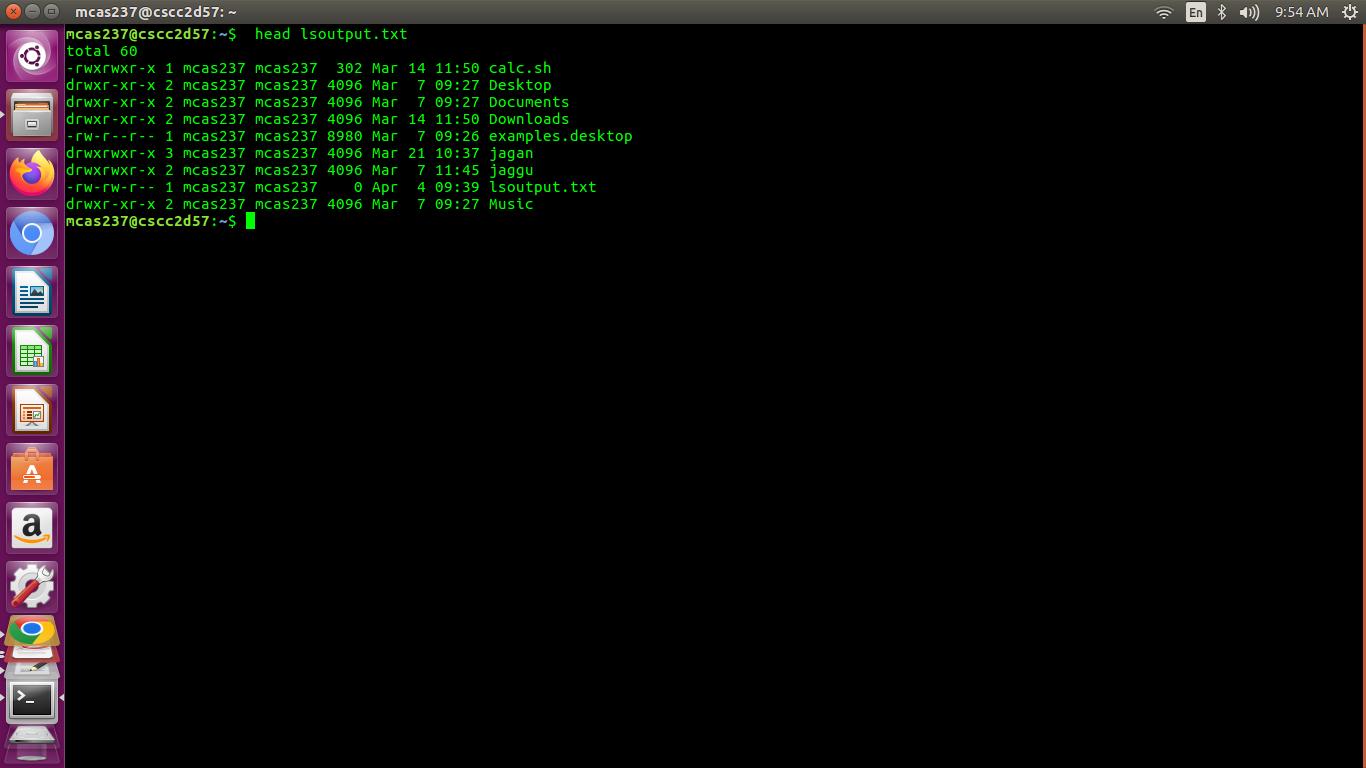 mcas237@cscc2d57: ~
En
9:54 AM
mcas237@cscc2d57:~$  head lsoutput.txt
total 60
-rwxrwxr-x 1 mcas237 mcas237  302 Mar 14 11:50 calc.sh
drwxr-xr-x 2 mcas237 mcas237 4096 Mar  7 09:27 Desktop
drwxr-xr-x 2 mcas237 mcas237 4096 Mar  7 09:27 Documents
drwxr-xr-x 2 mcas237 mcas237 4096 Mar 14 11:50 Downloads
-rw-r--r-- 1 mcas237 mcas237 8980 Mar  7 09:26 examples.desktop
drwxrwxr-x 3 mcas237 mcas237 4096 Mar 21 10:37 jagan
drwxrwxr-x 2 mcas237 mcas237 4096 Mar  7 11:45 jaggu
-rw-rw-r-- 1 mcas237 mcas237    0 Apr  4 09:39 lsoutput.txt
drwxr-xr-x 2 mcas237 mcas237 4096 Mar  7 09:27 Music
mcas237@cscc2d57:~$